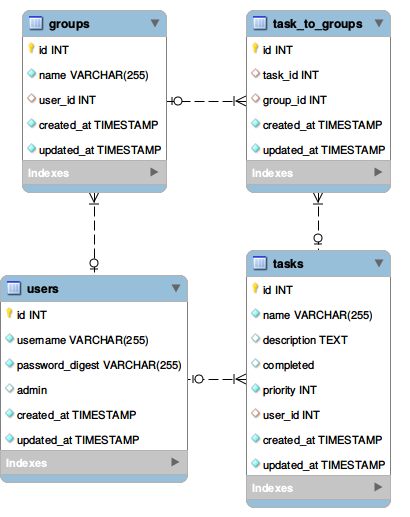 groups
id INT
name VARCHAR(255)
user_id INT
created_at TIMESTAMP
updated_at TIMESTAMP
Indexes
task_to_groups
id INT
task_id INT
group_id INT
created_at TIMESTAMP
updated_at TIMESTAMP
Indexes
users
id INT
username VARCHAR(255)
password_digest VARCHAR(255)
admin
created_at TIMESTAMP
updated_at TIMESTAMP
Indexes
tasks
id INT
name VARCHAR(255)
description TEXT
completed
priority INT
user_id INT
created_at TIMESTAMP
updated_at TIMESTAMP
Indexes